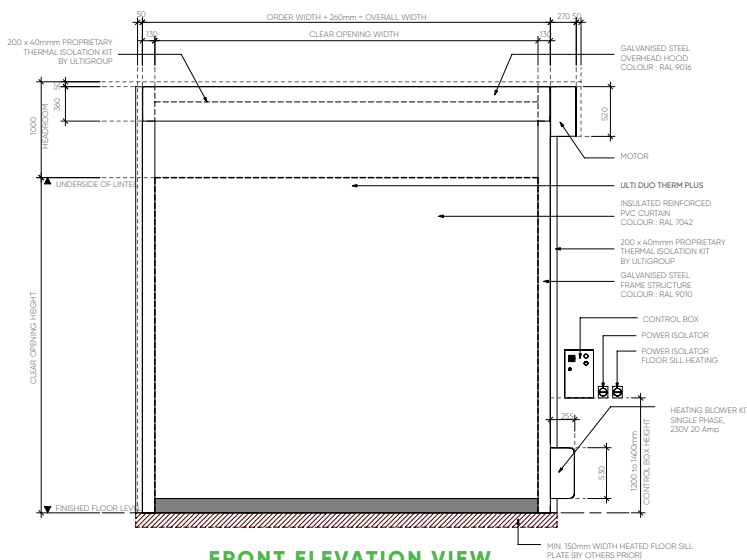 50
ORDER WIDTH + 260mm = OVERALL WIDTH
270 50
130
CLEAR OPENING WIDTH
130
200 x 40mmm PROPRIETARY
THERMAL ISOLATION KIT
BY ULTIGROUP
GALVANISED STEEL
OVERHEAD HOOD
COLOUR : RAL 9016
50
360
1000
HEADROOM
520
MOTOR
UNDERSIDE OF LINTEL
ULTI DUO THERM PLUS
INSULATED REINFORCED
PVC CURTAIN
COLOUR : RAL 7042
200 x 40mmm PROPRIETARY
THERMAL ISOLATION KIT
BY ULTIGROUP
GALVANISED STEEL
FRAME STRUCTURE
COLOUR : RAL 9010
CONTROL BOX
POWER ISOLATOR
POWER ISOLATOR
FLOOR SILL HEATING
CLEAR OPENING HEIGHT
HEATING BLOWER KIT
SINGLE PHASE,
230V 20 Amp
255
530
1200 to 1400mm
CONTROL BOX HEIGHT
FINISHED FLOOR LEVEL
MIN. 150mm WIDTH HEATED FLOOR SILL
PLATE (BY OTHERS PRIOR)
FRONT ELEVATION VIEW